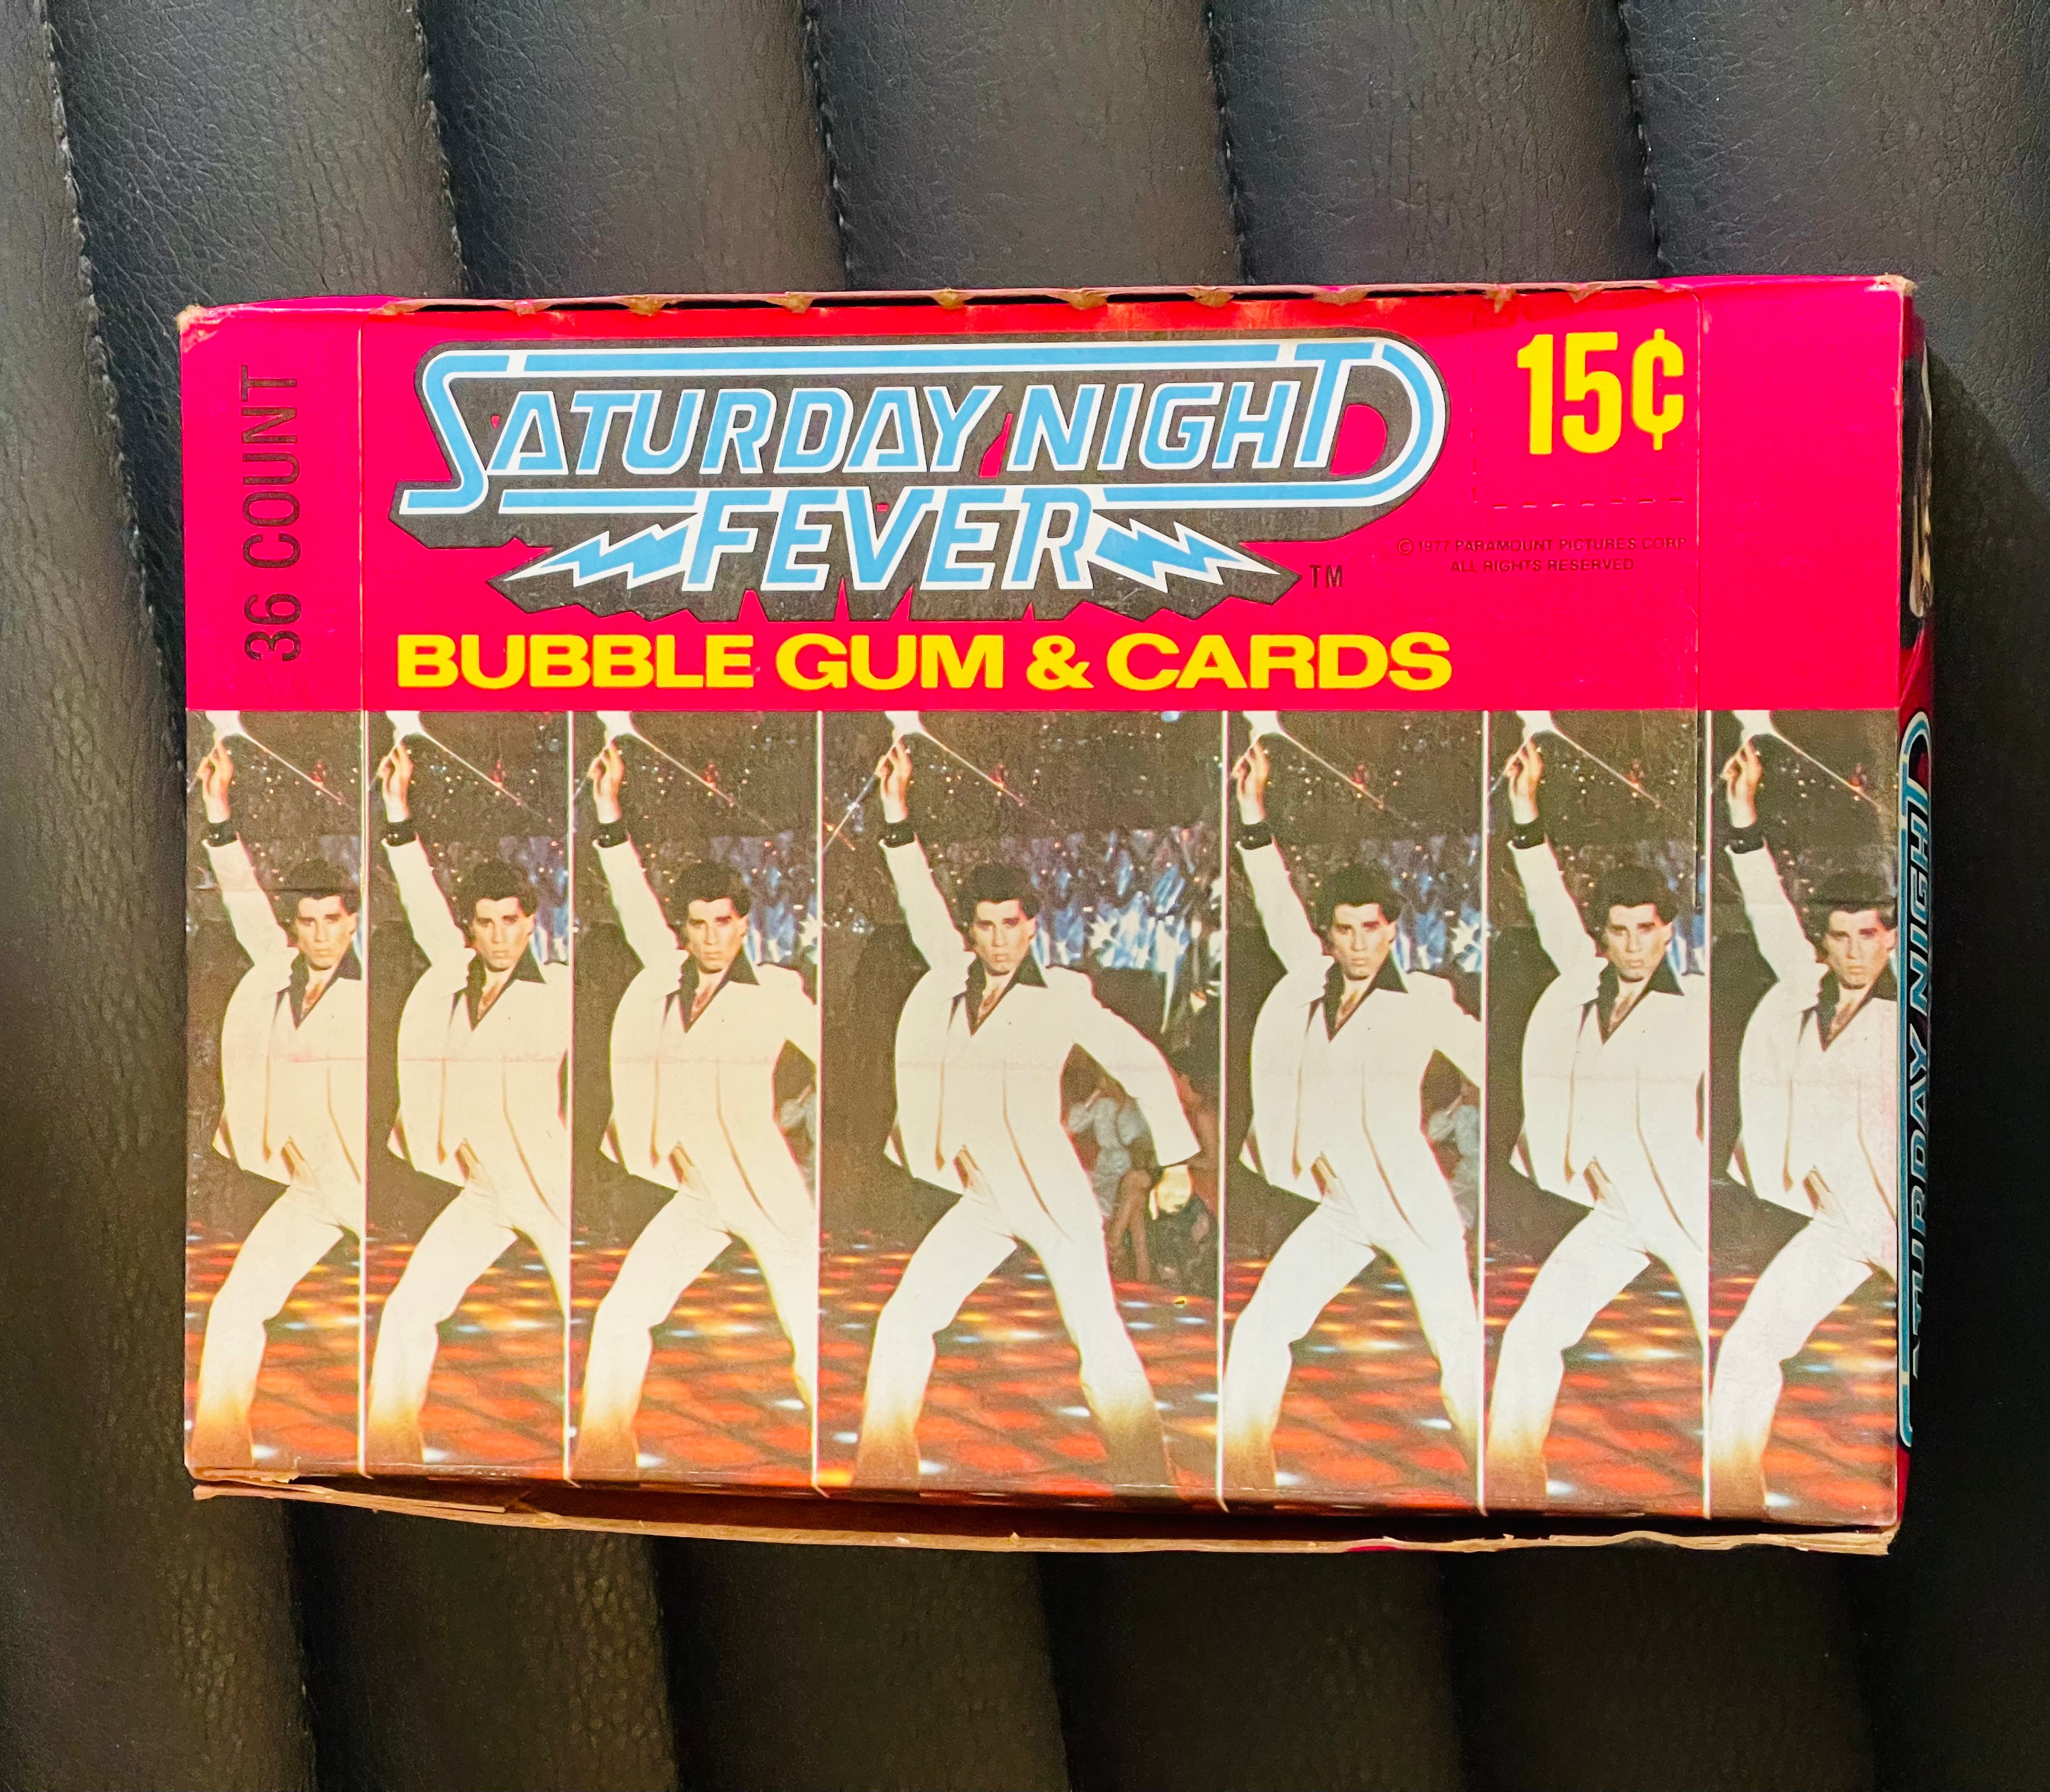 36 COUNT
SATURDAY NIGHT
FEVER
TM
15¢
©1977 PARAMOUNT PICTURES CORP.
ALL RIGHTS RESERVED
BUBBLE GUM & CARDS
SATURDAY NIGHT